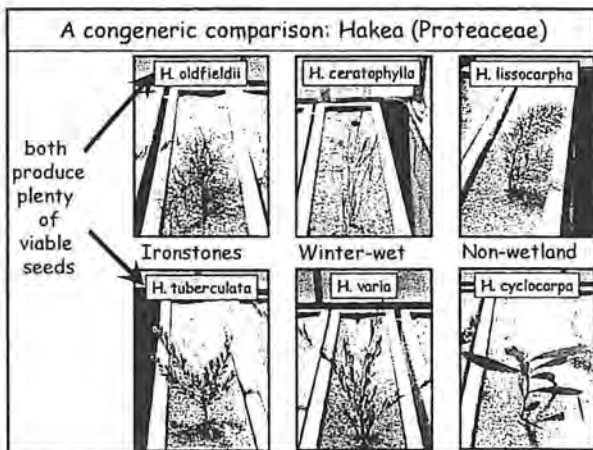 A congeneric comparison: Hakea (Proteaceae)
H. oldfieldii
H. ceratophylla
H. lissocarpha
both
produce
plenty
of
viable
seeds
Ironstones
Winter-wet
Non-wetland
H. tuberculata
H. varia
H. cyclocarpa